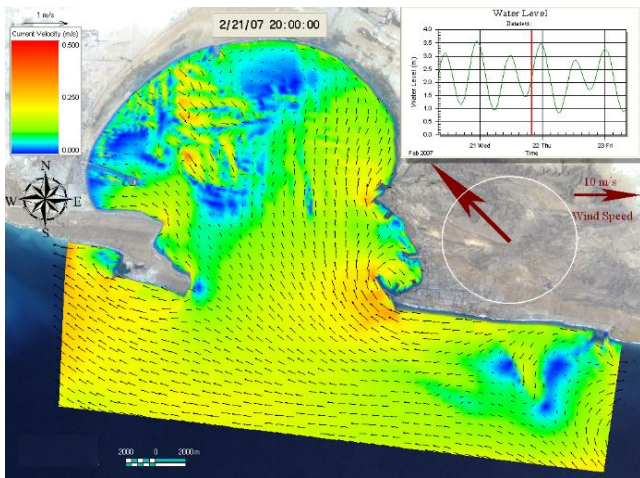 1 m/s
2/21/07 20:00:00
Current Velocity (m/s)
0.500
0.250
0.000
N
W E
S
Water Level
Water Level (m)
4.0
3.5
3.0
2.5
2.0
1.5
1.0
0.5
0.0
21 Wed 22 Thu 23 Fri
Feb 2007 Time
10 m/s
Wind Speed
2000 0 2000m